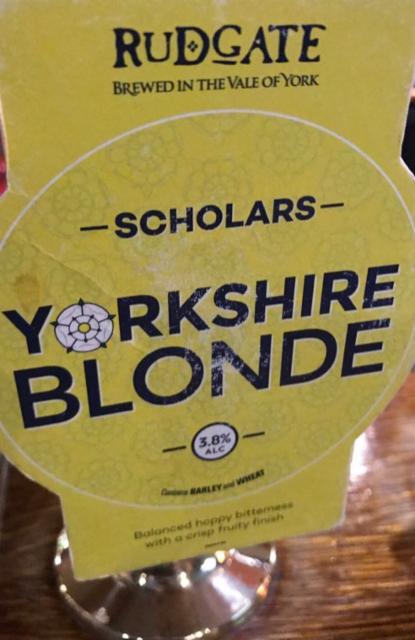 RUDGATE
BREWED IN THE VALE OF YORK
—SCHOLARS—
YORKSHIRE
BLONDE
3.8%
ALC
Contains BARLEY and WHEAT
Balanced hoppy bitterness
with a crisp fruity finish